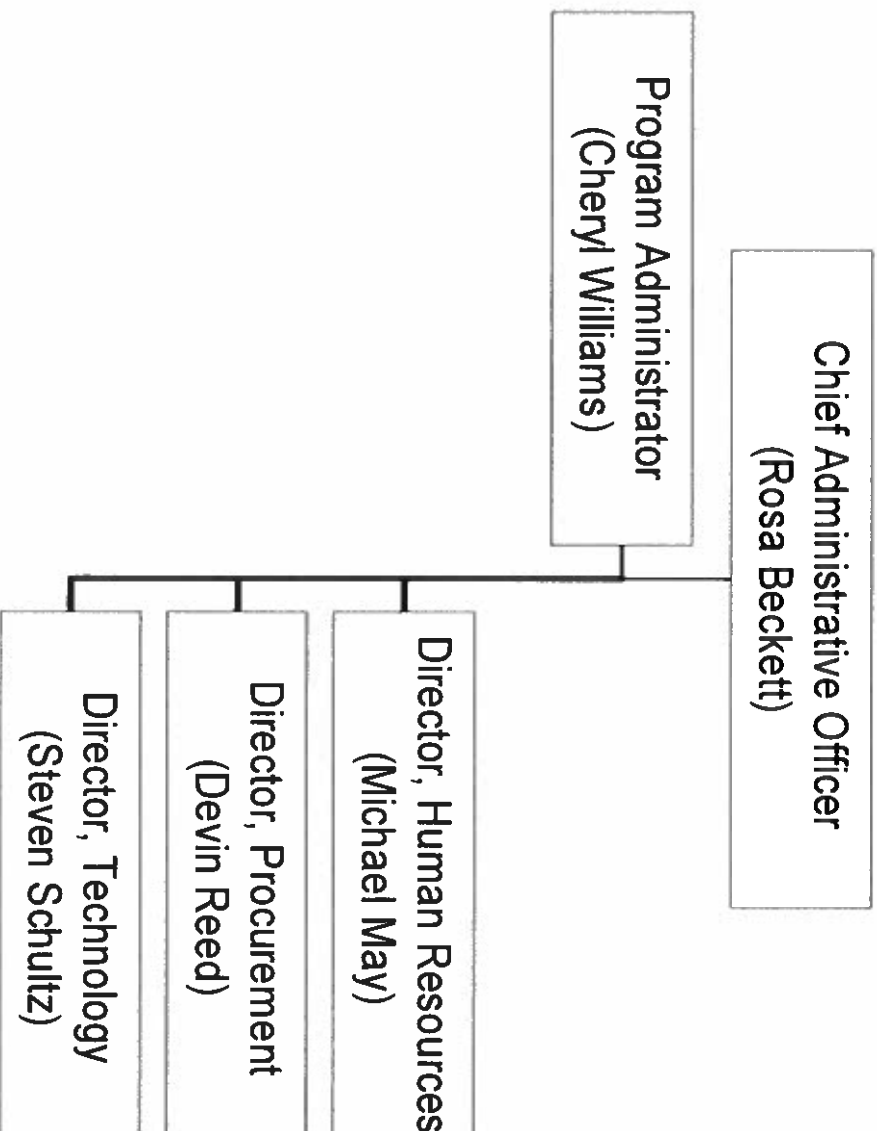 Chief Administrative Officer
(Rosa Beckett)
Program Administrator
(Cheryl Williams)
Director, Human Resources
(Michael May)
Director, Procurement
(Devin Reed)
Director, Technology
(Steven Schultz)